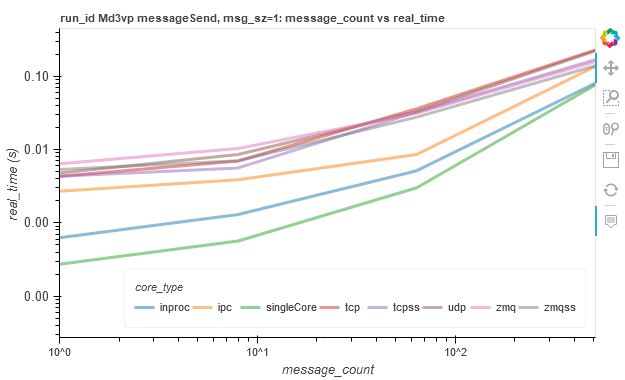 run_id Md3vp messageSend, msg_sz=1: message_count vs real_time
real_time (s)
0.10
0.01
0.00
0.00
core_type
inproc ipc singleCore tcp tcpss udp zmq zmqss
10^0 10^1 10^2
message_count